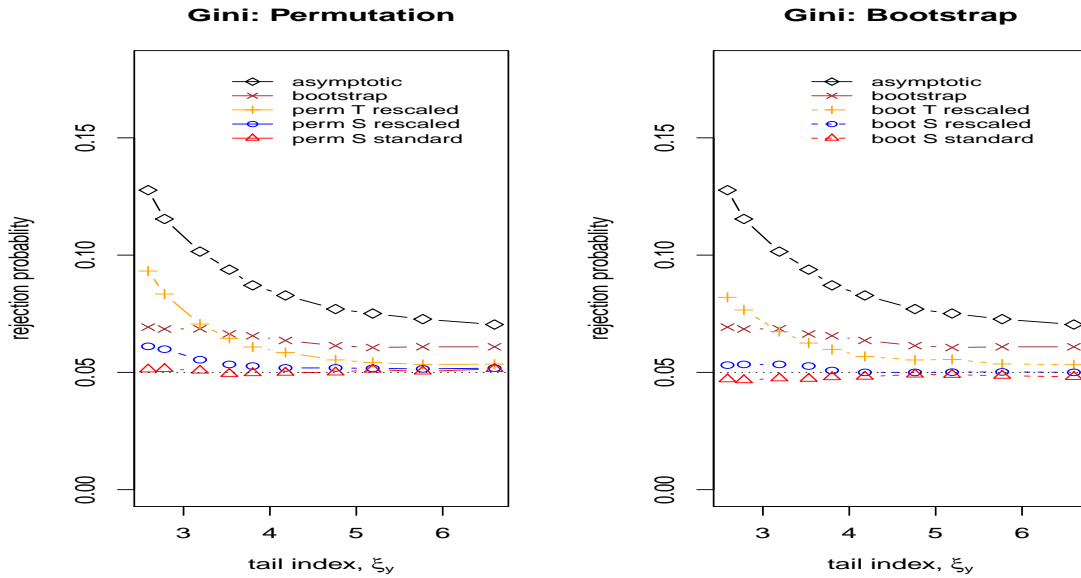 Gini: Permutation
asymptotic
bootstrap
perm T rescaled
perm S rescaled
perm S standard
rejection probablity
0.15
0.10
0.05
0.00
3 4 5 6
tail index, ξy
Gini: Bootstrap
asymptotic
bootstrap
boot T rescaled
boot S rescaled
boot S standard
rejection probablity
0.15
0.10
0.05
0.00
3 4 5 6
tail index, ξy